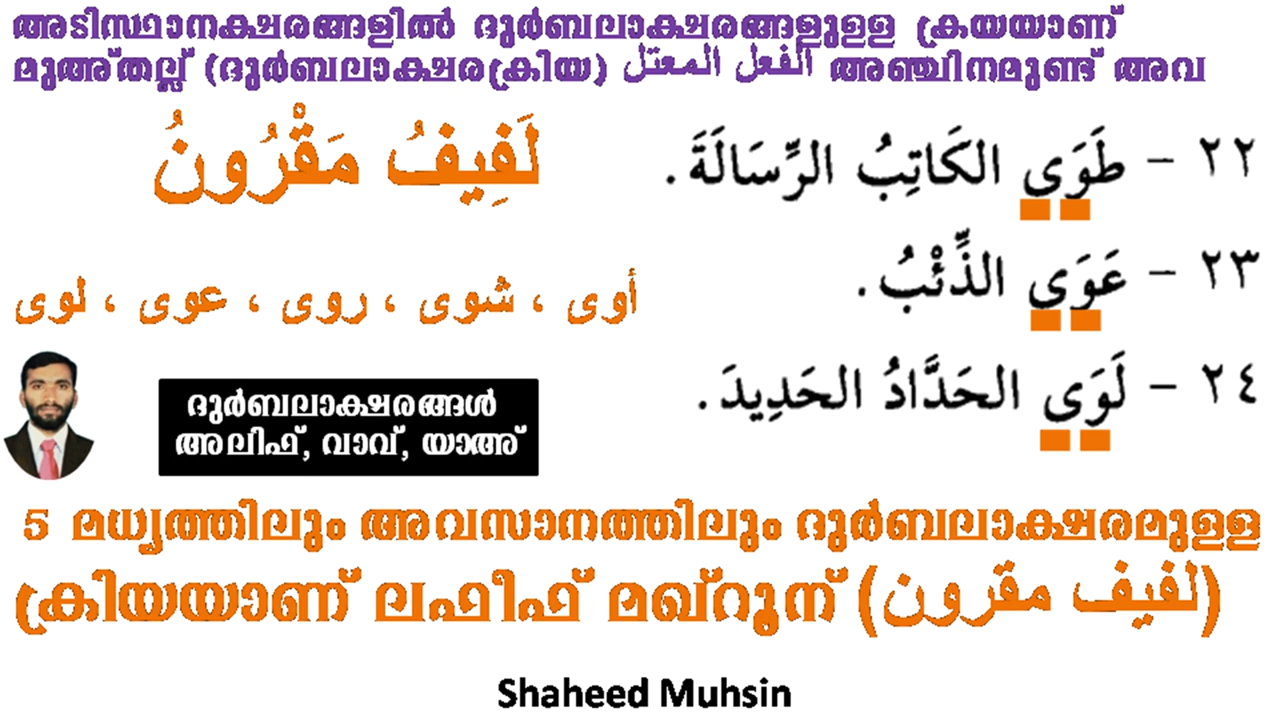 അടിസ്ഥാനക്ഷരങ്ങളിൽ ദുർബലാക്ഷരങ്ങളുള്ള ക്രയയാണ്
മുഅ്തല്ല് (ദുർബലാക്ഷരക്രിയ) الفعل المعتل അഞ്ചിനമുണ്ട് അവ
لَفِيفُ مَقْرُونُ
٢٢ - طَوَى الكَاتِبُ الرِّسَالَةَ .
٢٣ - عَوَى الذِّئْبُ .
أوى ، شوى ، روى ، عوى ، لوى
٢٤ - لَوَى الحَدَّادُ الحَدِيدَ .
ദുർബലാക്ഷരങ്ങൾ
അലിഫ്, വാവ്, യാഅ്
5 മധ്യത്തിലും അവസാനത്തിലും ദുർബലാക്ഷരമുള്ള
ക്രിയയാണ് ലഫീഫ് മഖ്റൂന് (لفيف مقرون)
Shaheed Muhsin